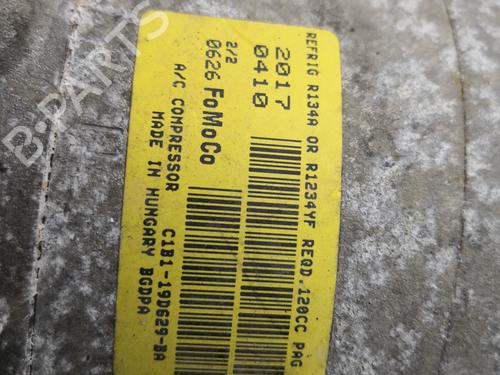 REFRIG R134A OR R1234YF REQD.120CC PAG
2017
0410
2/2
0626 FoMoCo
A/C COMPRESSOR C1B1-19D629-BA
MADE IN HUNGARY BGDPA
B-PARTS